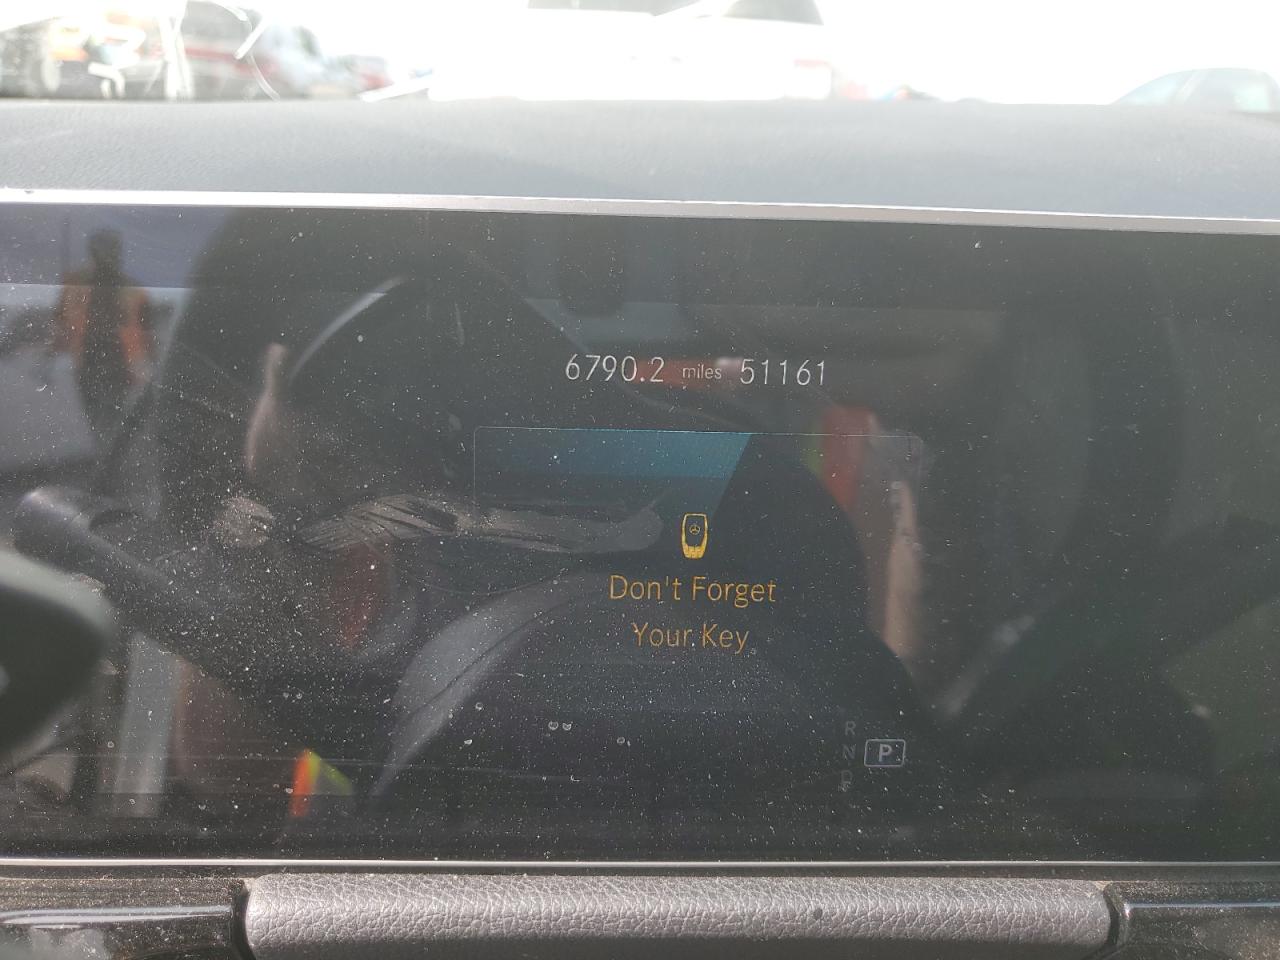 6790.2 miles 51161
Don't Forget
Your Key
R
N P
D